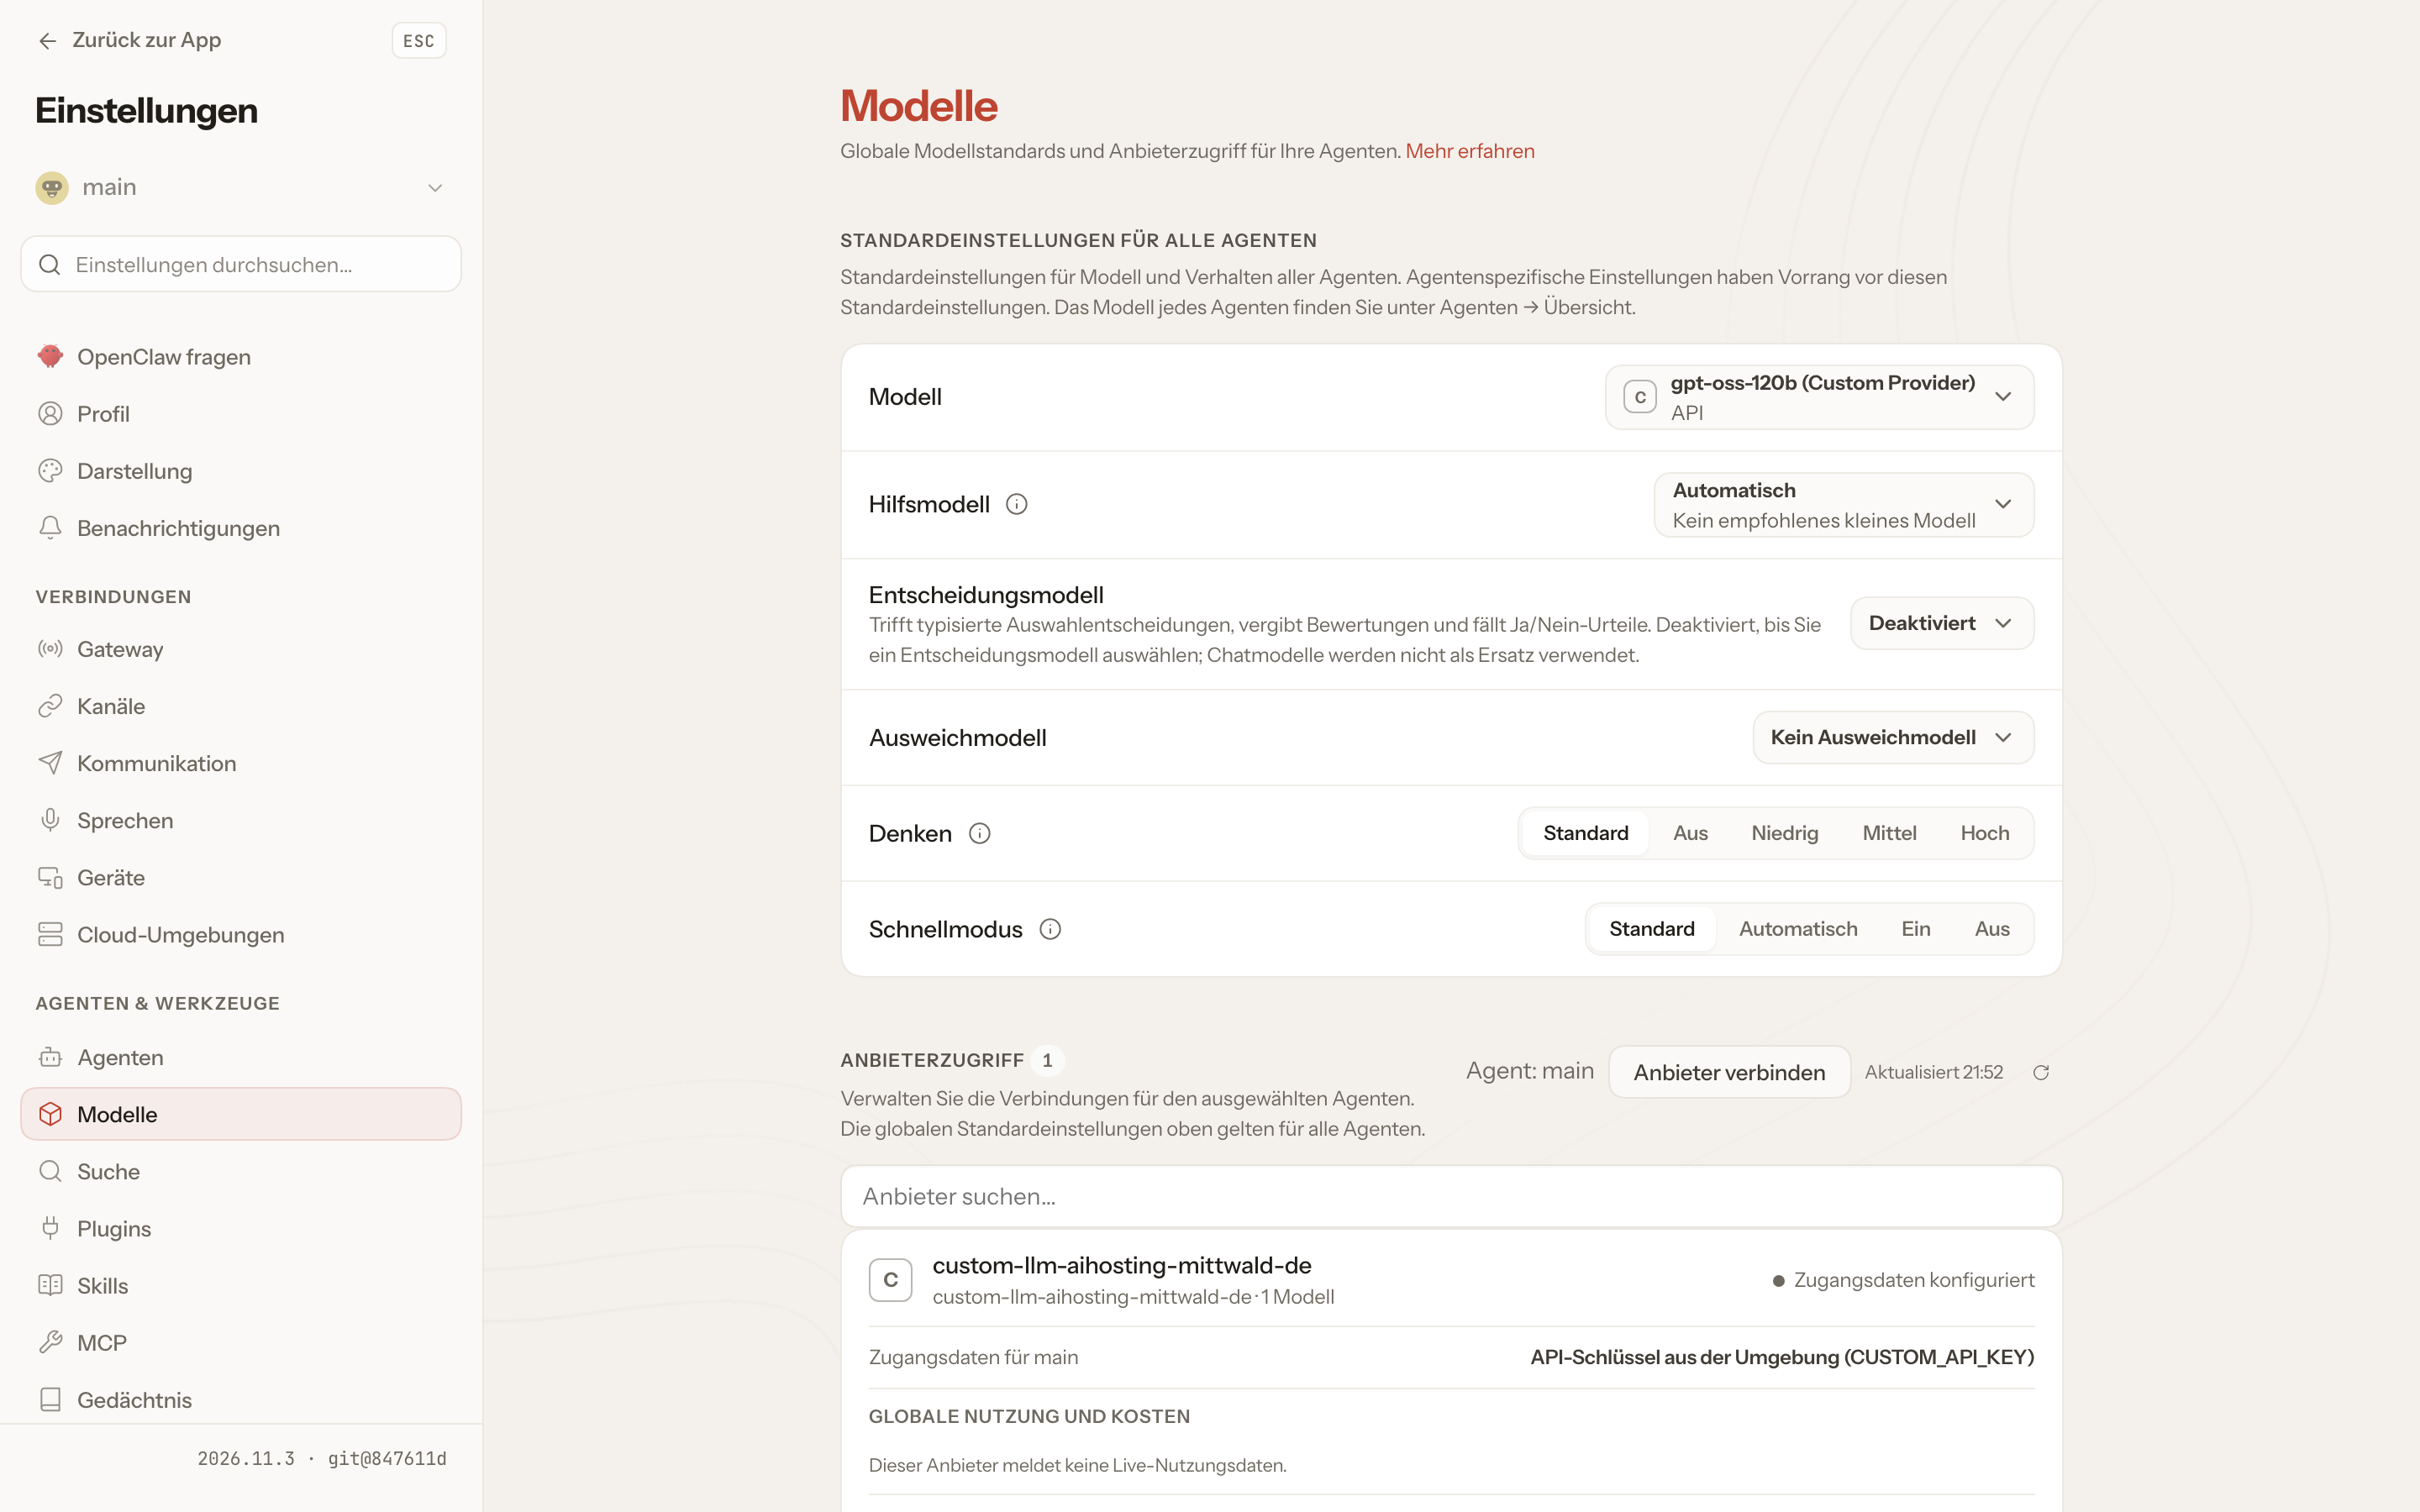 Zurück zur App
ESC
Einstellungen
main
Einstellungen durchsuchen...
OpenClaw fragen
Profil
Darstellung
Benachrichtigungen
VERBINDUNGEN
Gateway
Kanäle
Kommunikation
Sprechen
Geräte
Cloud-Umgebungen
AGENTEN & WERKZEUGE
Agenten
Modelle
Suche
Plugins
Skills
MCP
Gedächtnis
2026.11.3 · git@847611d
Modelle
Globale Modellstandards und Anbieterzugriff für Ihre Agenten. Mehr erfahren
STANDARDEINSTELLUNGEN FÜR ALLE AGENTEN
Standardeinstellungen für Modell und Verhalten aller Agenten. Agentenspezifische Einstellungen haben Vorrang vor diesen
Standardeinstellungen. Das Modell jedes Agenten finden Sie unter Agenten → Übersicht.
Modell
C
gpt-oss-120b (Custom Provider)
API
Hilfsmodell
Automatisch
Kein empfohlenes kleines Modell
Entscheidungsmodell
Trifft typisierte Auswahlentscheidungen, vergibt Bewertungen und fällt Ja/Nein-Urteile. Deaktiviert, bis Sie
ein Entscheidungsmodell auswählen; Chatmodelle werden nicht als Ersatz verwendet.
Deaktiviert
Ausweichmodell
Kein Ausweichmodell
Denken
Standard Aus Niedrig Mittel Hoch
Schnellmodus
Standard Automatisch Ein Aus
ANBIETERZUGRIFF 1
Verwalten Sie die Verbindungen für den ausgewählten Agenten.
Die globalen Standardeinstellungen oben gelten für alle Agenten.
Agent: main
Anbieter verbinden
Aktualisiert 21:52
Anbieter suchen...
C
custom-llm-aihosting-mittwald-de
custom-llm-aihosting-mittwald-de · 1 Modell
Zugangsdaten konfiguriert
Zugangsdaten für main
API-Schlüssel aus der Umgebung (CUSTOM_API_KEY)
GLOBALE NUTZUNG UND KOSTEN
Dieser Anbieter meldet keine Live-Nutzungsdaten.